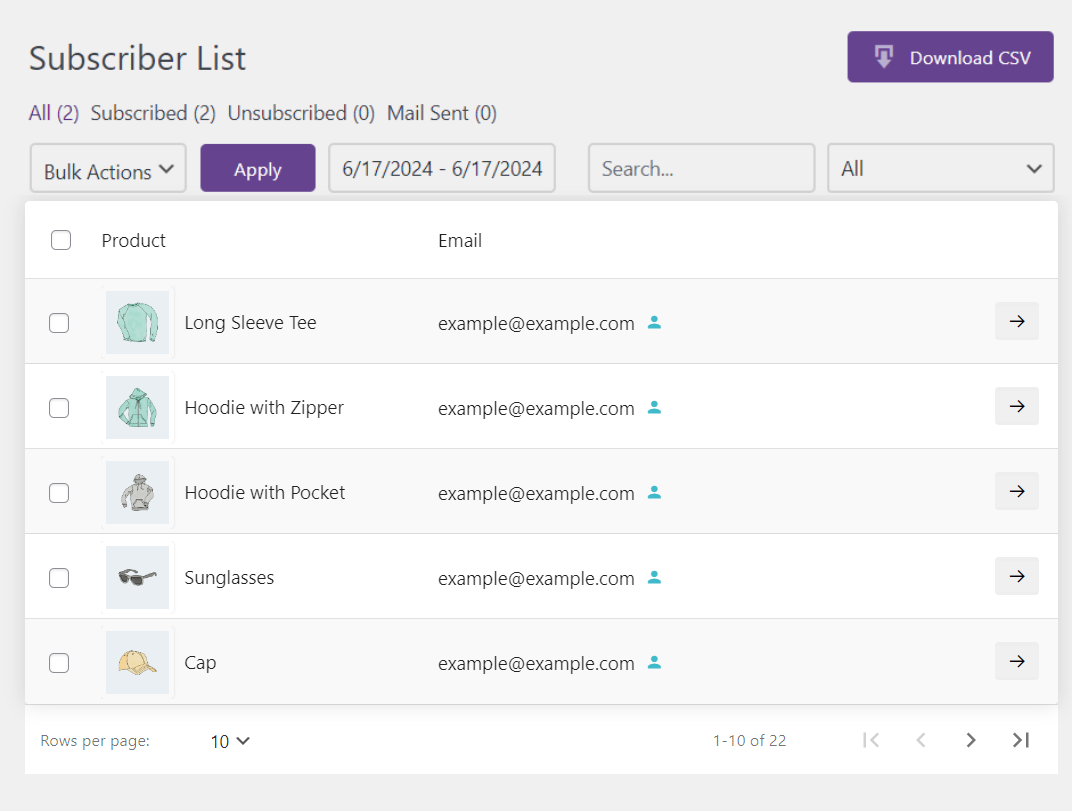 Subscriber List
Download CSV
All (2) Subscribed (2) Unsubscribed (0) Mail Sent (0)
Bulk Actions Apply 6/17/2024 - 6/17/2024 Search... All
Product Email
Long Sleeve Tee example@example.com
Hoodie with Zipper example@example.com
Hoodie with Pocket example@example.com
Sunglasses example@example.com
Cap example@example.com
Rows per page: 10 1-10 of 22